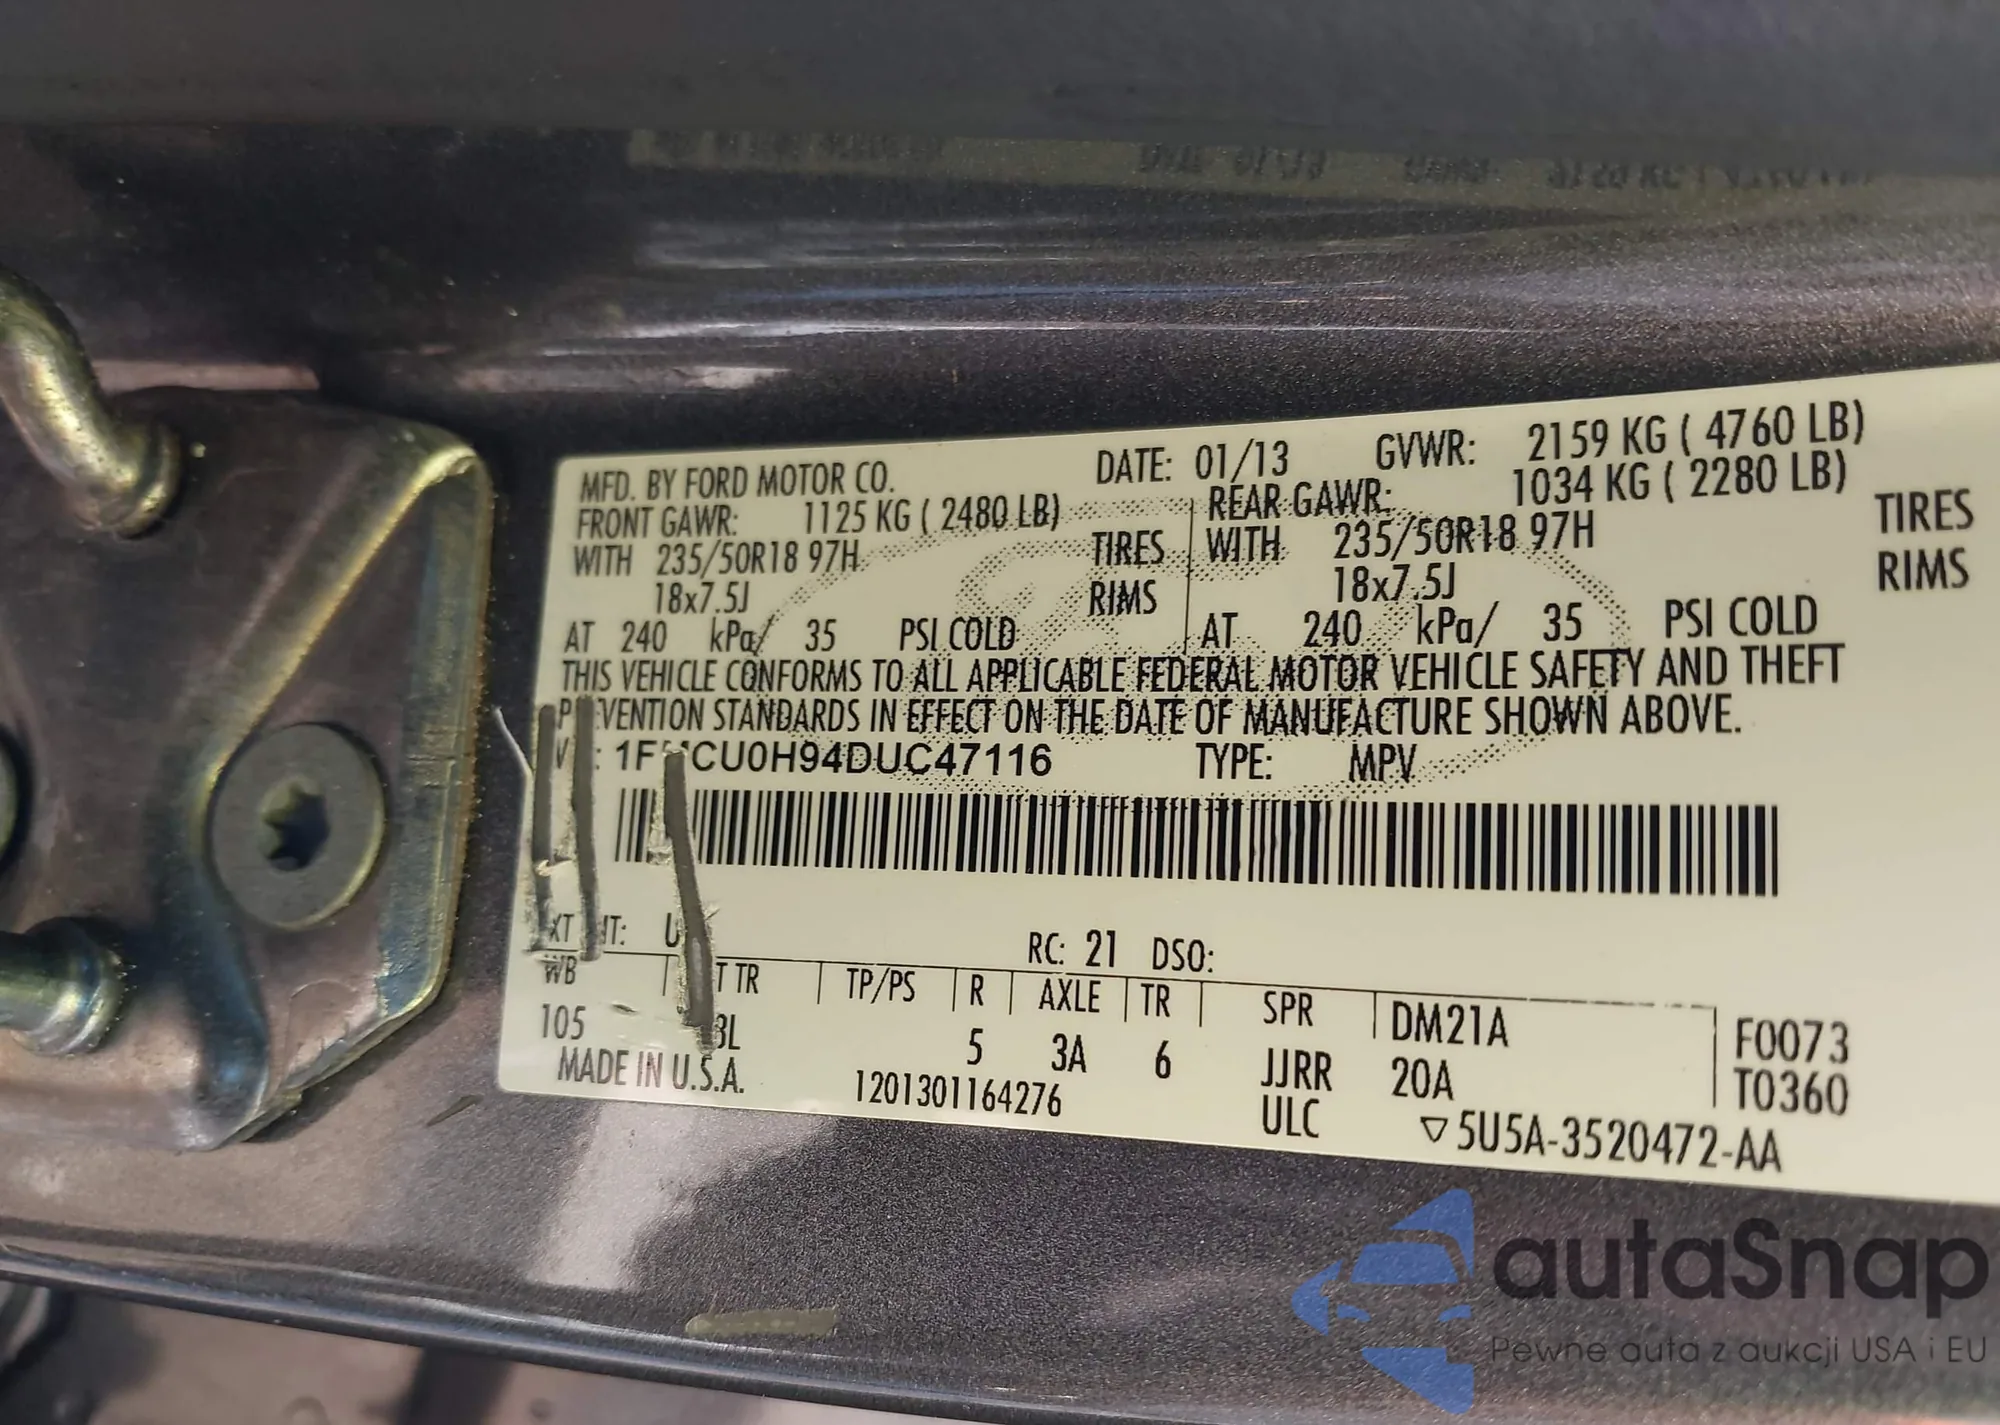 MFD. BY FORD MOTOR CO. DATE: 01/13 GVWR: 2159 KG ( 4760 LB)
FRONT GAWR: 1125 KG ( 2480 LB) REAR GAWR: 1034 KG ( 2280 LB)
WITH 235/50R18 97H TIRES WITH 235/50R18 97H TIRES
18x7.5J RIMS 18x7.5J RIMS
AT 240 kPa/ 35 PSI COLD AT 240 kPa/ 35 PSI COLD
THIS VEHICLE CONFORMS TO ALL APPLICABLE FEDERAL MOTOR VEHICLE SAFETY AND THEFT
PREVENTION STANDARDS IN EFFECT ON THE DATE OF MANUFACTURE SHOWN ABOVE.
TYPE: MPV
RC: 21 DSO:
WB TR TP/PS R AXLE TR SPR DM21A F0073
105 5 3A 6 JJRR 20A T0360
MADE IN U.S.A. 1201301164276 ULC ▽5U5A-3520472-AA
autaSnap
Pewne auta z aukcji USA i EU